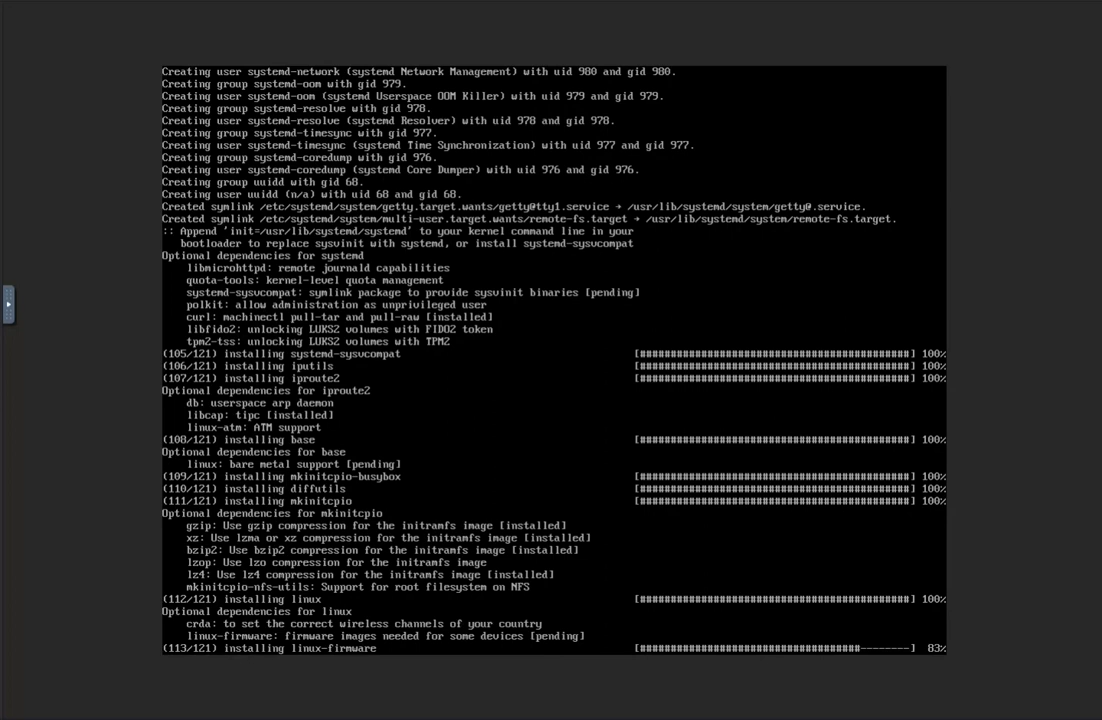 Creating user systemd-network (systemd Network Management) with uid 980 and gid 980.
Creating group systemd-oom with gid 979.
Creating user systemd-oom (systemd Userspace OOM Killer) with uid 979 and gid 979.
Creating group systemd-resolve with gid 978.
Creating user systemd-resolve (systemd Resolver) with uid 978 and gid 978.
Creating group systemd-timesync with gid 977.
Creating user systemd-timesync (systemd Time Synchronization) with uid 977 and gid 977.
Creating group systemd-coredump with gid 976.
Creating user systemd-coredump (systemd Core Dumper) with uid 976 and gid 976.
Creating group uuidd with gid 68.
Creating user uuidd (n/a) with uid 68 and gid 68.
Created symlink /etc/systemd/system/getty.target.wants/getty@tty1.service → /usr/lib/systemd/system/getty@.service.
Created symlink /etc/systemd/system/multi-user.target.wants/remote-fs.target → /usr/lib/systemd/system/remote-fs.target.
:: Append 'init=/usr/lib/systemd/systemd' to your kernel command line in your
   bootloader to replace sysvinit with systemd, or install systemd-sysvcompat
Optional dependencies for systemd
    libmicrohttpd: remote journald capabilities
    quota-tools: kernel-level quota management
    systemd-sysvcompat: symlink package to provide sysvinit binaries [pending]
    polkit: allow administration as unprivileged user
    curl: machinectl pull-tar and pull-raw [installed]
    libfido2: unlocking LUKS2 volumes with FIDO2 token
    tpm2-tss: unlocking LUKS2 volumes with TPM2
(105/121) installing systemd-sysvcompat [############################################] 100%
(106/121) installing iputils [############################################] 100%
(107/121) installing iproute2 [############################################] 100%
Optional dependencies for iproute2
    db: userspace arp daemon
    libcap: tipc [installed]
    linux-atm: ATM support
(108/121) installing base [############################################] 100%
Optional dependencies for base
    linux: bare metal support [pending]
(109/121) installing mkinitcpio-busybox [############################################] 100%
(110/121) installing diffutils [############################################] 100%
(111/121) installing mkinitcpio [############################################] 100%
Optional dependencies for mkinitcpio
    gzip: Use gzip compression for the initramfs image [installed]
    xz: Use lzma or xz compression for the initramfs image [installed]
    bzip2: Use bzip2 compression for the initramfs image [installed]
    lzop: Use lzo compression for the initramfs image
    lz4: Use lz4 compression for the initramfs image [installed]
    mkinitcpio-nfs-utils: Support for root filesystem on NFS
(112/121) installing linux [############################################] 100%
Optional dependencies for linux
    crda: to set the correct wireless channels of your country
    linux-firmware: firmware images needed for some devices [pending]
(113/121) installing linux-firmware [####################################--------] 83%